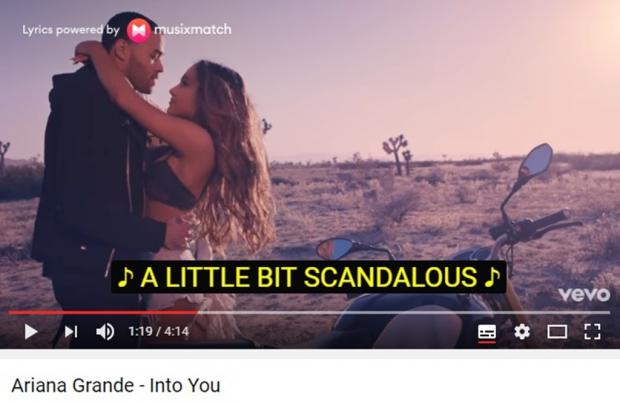 Lyrics powered by musixmatch
♪ A LITTLE BIT SCANDALOUS ♪
vevo
1:19 / 4:14
Ariana Grande - Into You